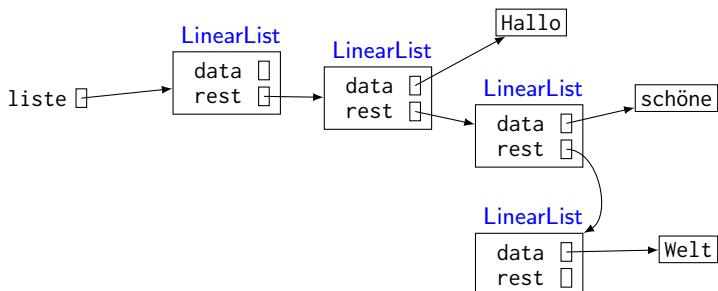 liste
LinearList
data
rest
LinearList
data
rest
Hallo
LinearList
data
rest
schöne
LinearList
data
rest
Welt